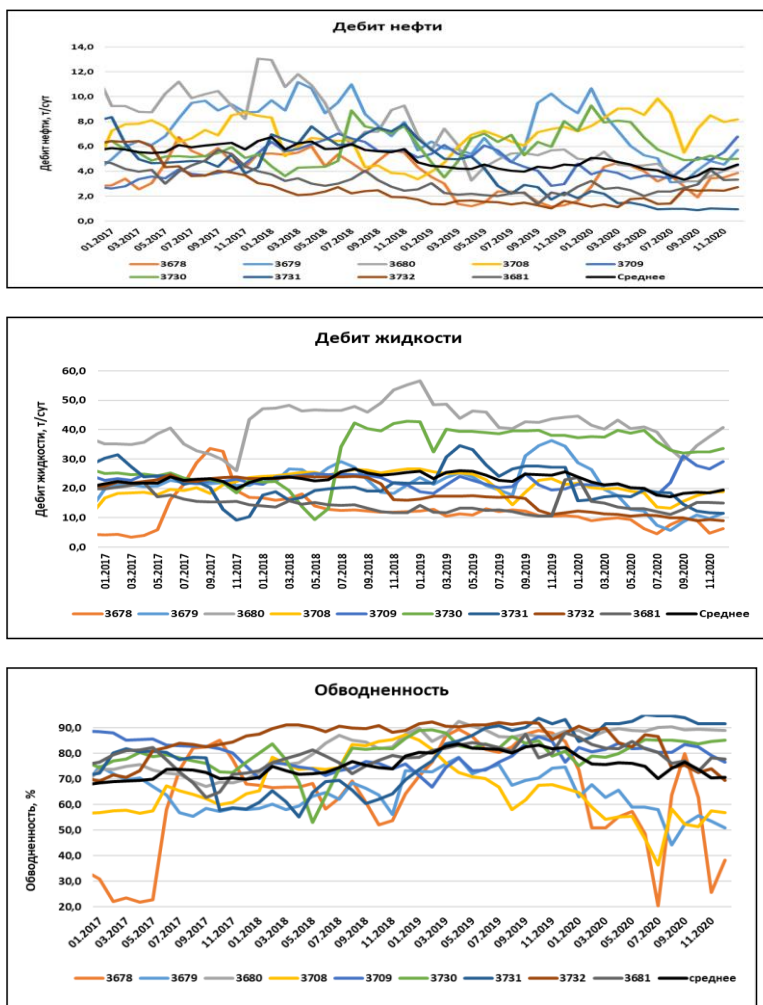 Дебит нефти
Дебит нефти, т/сут
14,0
12,0
10,0
8,0
6,0
4,0
2,0
0,0
01.2017 03.2017 05.2017 07.2017 09.2017 11.2017 01.2018 03.2018 05.2018 07.2018 09.2018 11.2018 01.2019 03.2019 05.2019 07.2019 09.2019 11.2019 01.2020 03.2020 05.2020 07.2020 09.2020 11.2020
3678 3679 3680 3708 3709
3730 3731 3732 3681 Среднее
Дебит жидкости
Дебит жидкости, т/сут
60,0
50,0
40,0
30,0
20,0
10,0
0,0
01.2017 03.2017 05.2017 07.2017 09.2017 11.2017 01.2018 03.2018 05.2018 07.2018 09.2018 11.2018 01.2019 03.2019 05.2019 07.2019 09.2019 11.2019 01.2020 03.2020 05.2020 07.2020 09.2020 11.2020
3678 3679 3680 3708 3709 3730 3731 3732 3681 Среднее
Обводненность
Обводненность, %
90,0
80,0
70,0
60,0
50,0
40,0
30,0
20,0
01.2017 03.2017 05.2017 07.2017 09.2017 11.2017 01.2018 03.2018 05.2018 07.2018 09.2018 11.2018 01.2019 03.2019 05.2019 07.2019 09.2019 11.2019 01.2020 03.2020 05.2020 07.2020 09.2020 11.2020
3678 3679 3680 3708 3709 3730 3731 3732 3681 среднее